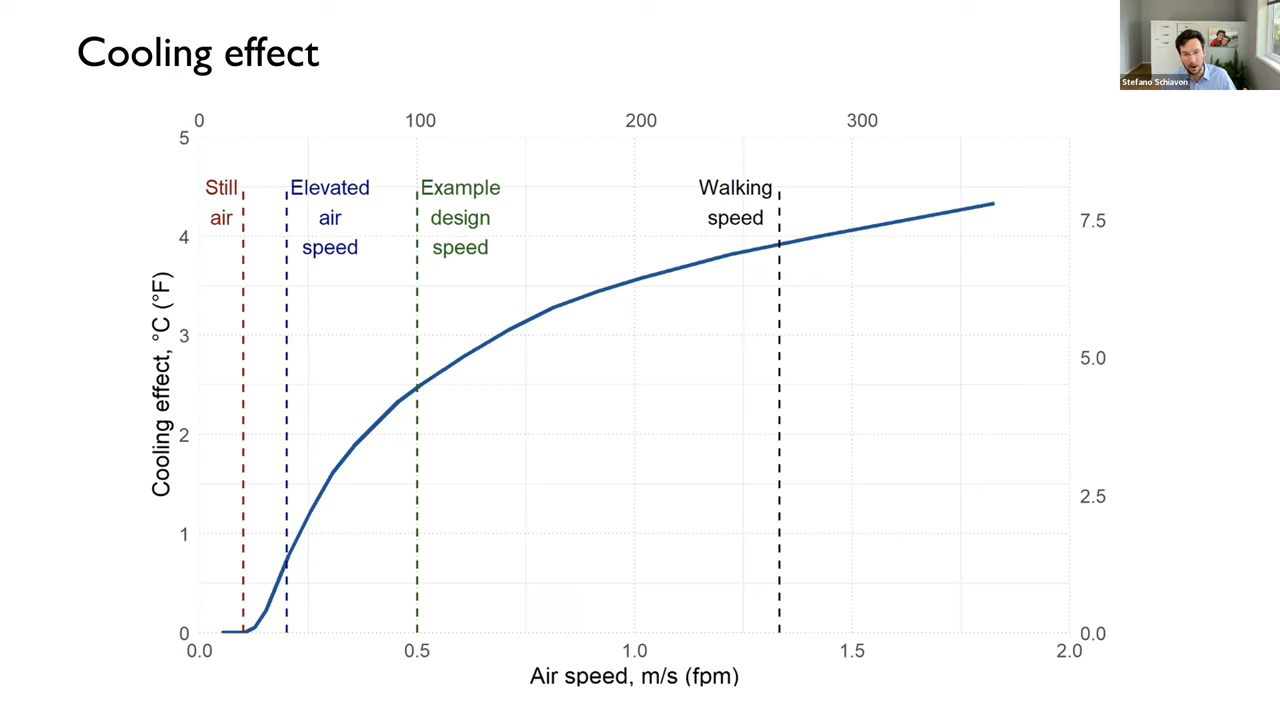 Cooling effect
Stefano Schiavon
0 100 200 300
5
4
3
2
1
0
Cooling effect, °C (°F)
Still
air
Elevated
air
speed
Example
design
speed
Walking
speed
7.5
5.0
2.5
0.0
0.0 0.5 1.0 1.5 2.0
Air speed, m/s (fpm)